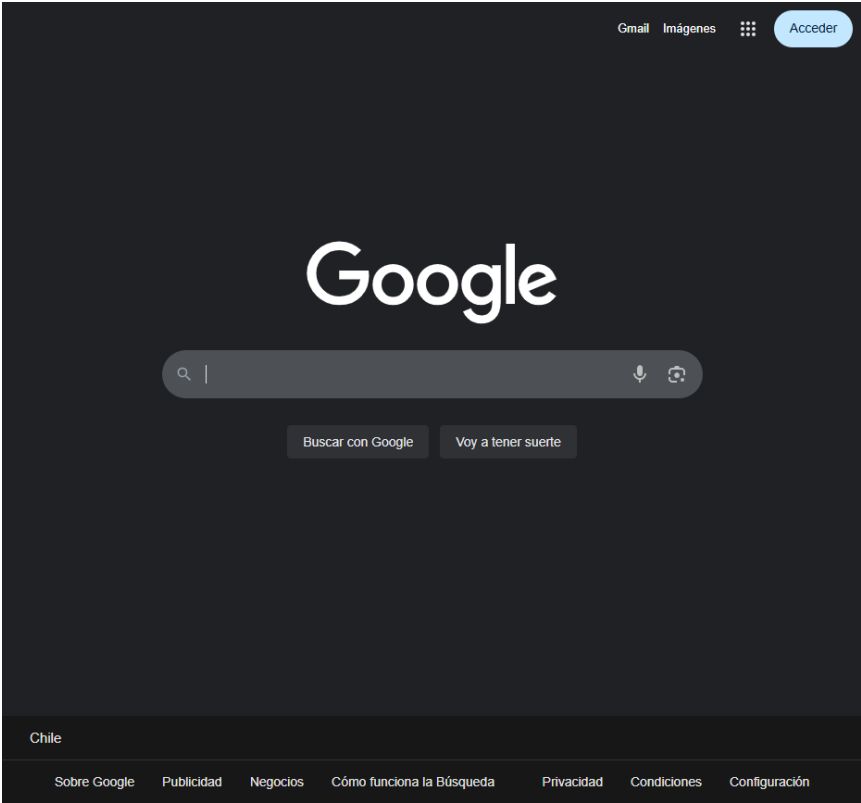 Gmail Imágenes Acceder
Google
Buscar con Google Voy a tener suerte
Chile
Sobre Google Publicidad Negocios Cómo funciona la Búsqueda Privacidad Condiciones Configuración